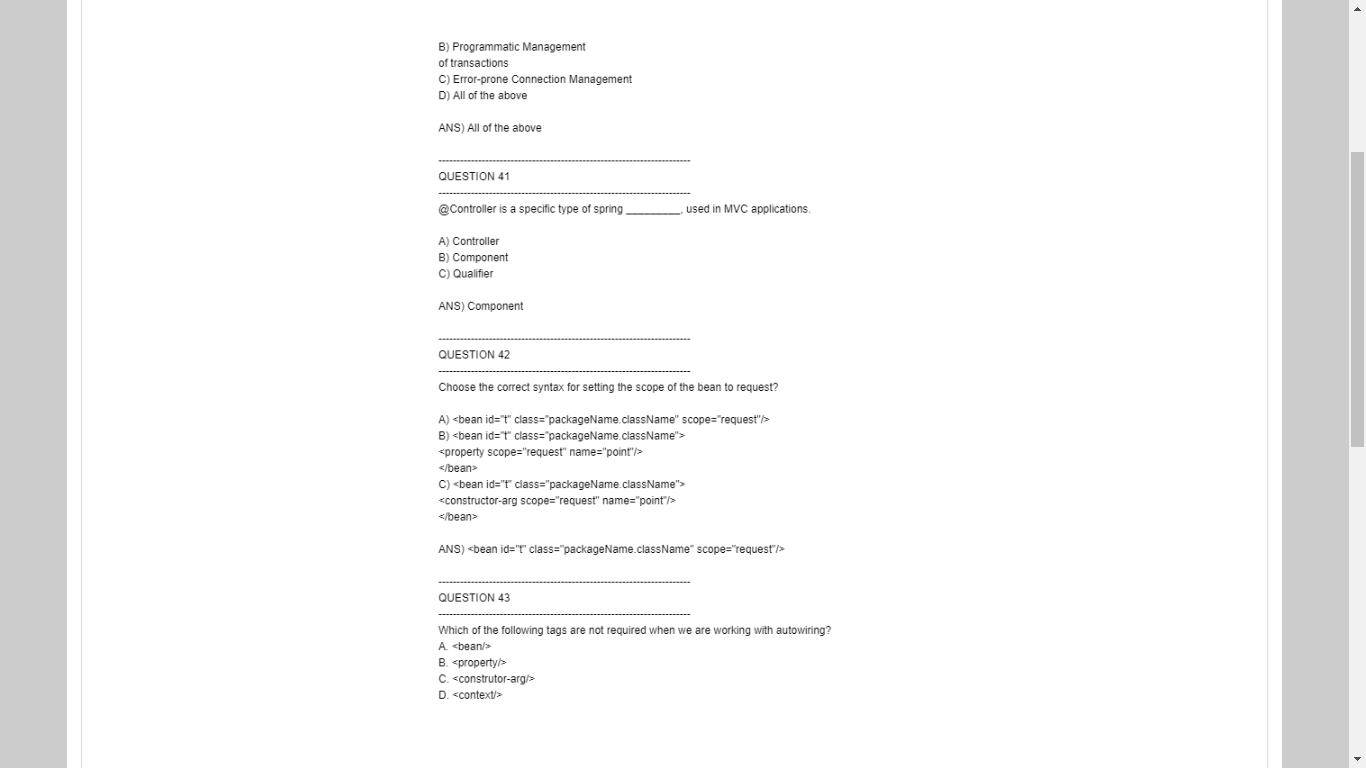 B) Programmatic Management
of transactions
C) Error-prone Connection Management
D) All of the above
ANS) All of the above
----------------------------------------------------------------------
QUESTION 41
----------------------------------------------------------------------
@Controller is a specific type of spring _________, used in MVC applications.
A) Controller
B) Component
C) Qualifier
ANS) Component
----------------------------------------------------------------------
QUESTION 42
----------------------------------------------------------------------
Choose the correct syntax for setting the scope of the bean to request?
A) <bean id="t" class="packageName.className" scope="request"/>
B) <bean id="t" class="packageName.className">
<property scope="request" name="point"/>
</bean>
C) <bean id="t" class="packageName.className">
<constructor-arg scope="request" name="point"/>
</bean>
ANS) <bean id="t" class="packageName.className" scope="request"/>
----------------------------------------------------------------------
QUESTION 43
----------------------------------------------------------------------
Which of the following tags are not required when we are working with autowiring?
A. <bean/>
B. <property/>
C. <construtor-arg/>
D. <context/>